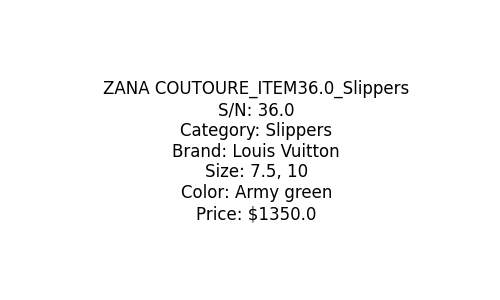 ZANA COUTOURE_ITEM36.0_Slippers
S/N: 36.0
Category: Slippers
Brand: Louis Vuitton
Size: 7.5, 10
Color: Army green
Price: $1350.0